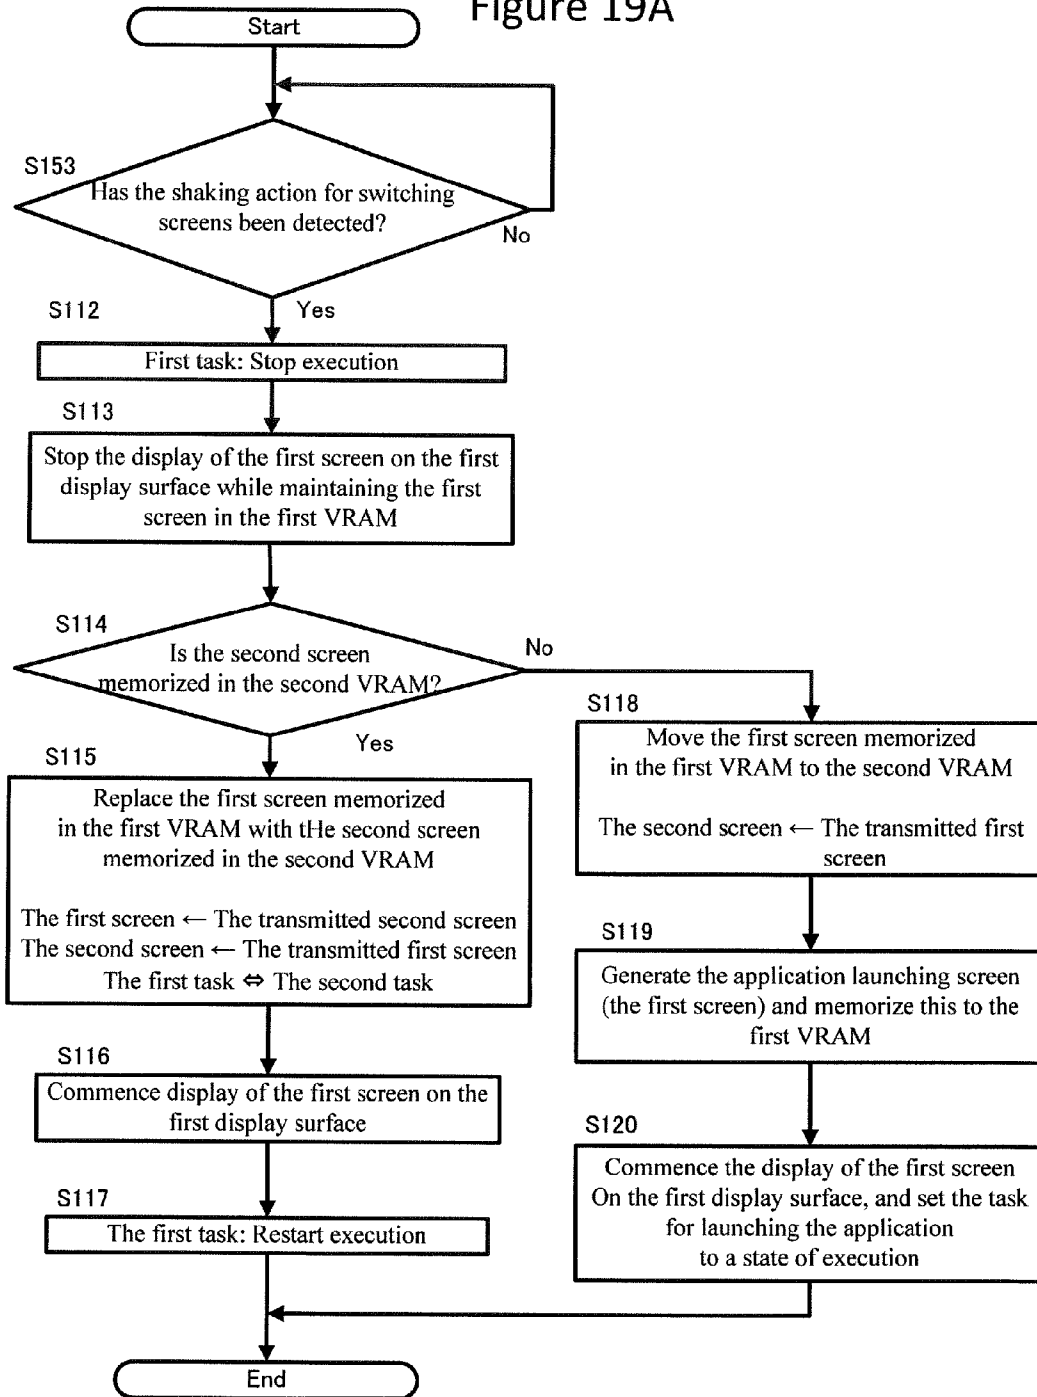 Figure 19A
Start
S153
Has the shaking action for switching
screens been detected?
No
Yes
S112
First task: Stop execution
S113
Stop the display of the first screen on the first
display surface while maintaining the first
screen in the first VRAM
S114
Is the second screen
memorized in the second VRAM?
No
Yes
S115
Replace the first screen memorized
in the first VRAM with tHe second screen
memorized in the second VRAM
The first screen ← The transmitted second screen
The second screen ← The transmitted first screen
The first task ⇔ The second task
S116
Commence display of the first screen on the
first display surface
S117
The first task: Restart execution
S118
Move the first screen memorized
in the first VRAM to the second VRAM
The second screen ← The transmitted first
screen
S119
Generate the application launching screen
(the first screen) and memorize this to the
first VRAM
S120
Commence the display of the first screen
On the first display surface, and set the task
for launching the application
to a state of execution
End